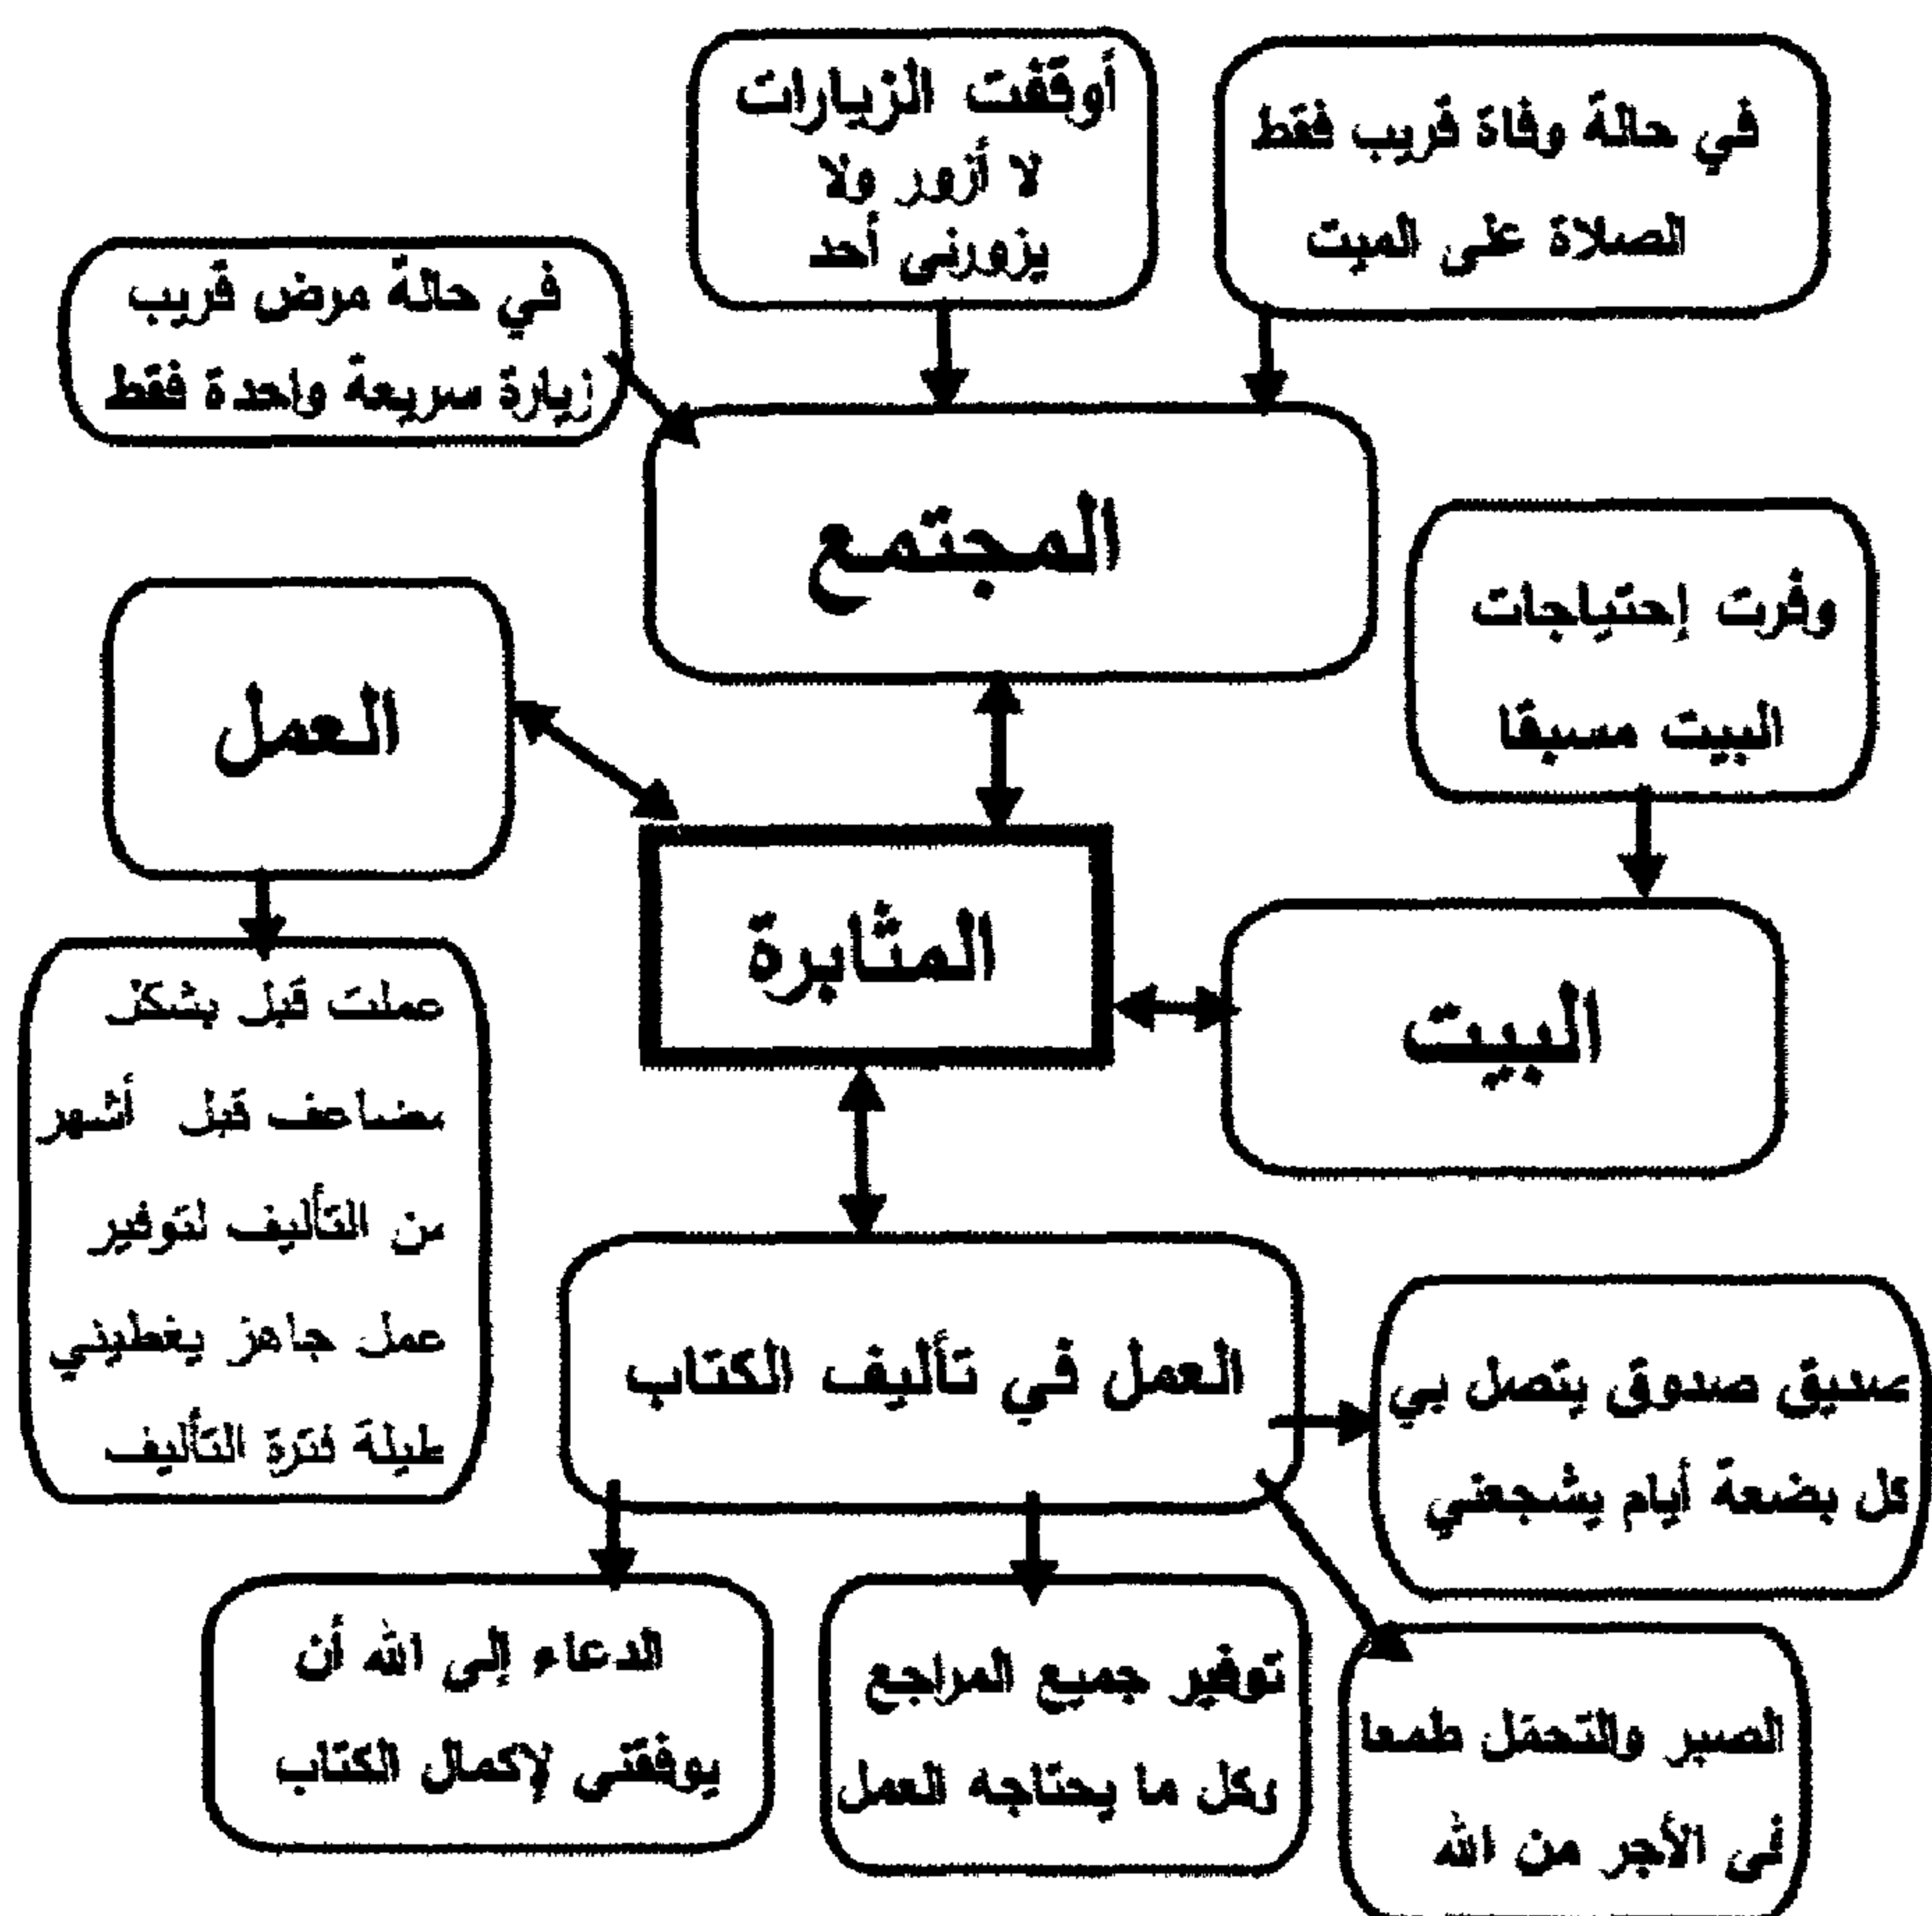 في حالة وفاة قريب فقط
الصلاة على الميت
أوقفت الزيارات
لا أزور ولا
يزورني أحد
في حالة مرض قريب
زيارة سريعة واحدة فقط
المجتمع
وفرت إحتياجات
البيت مسبقا
العمل
المثابرة
البيت
عملت قبل بشكل
مضاعف قبل أشهر
من التأليف لتوفير
عمل جاهز يغطيني
طيلة فترة التأليف
العمل في تأليف الكتاب
صديق صدوق يتصل بي
كل بضعة أيام يشجعني
الصبر والتحمل طمعا
في الأجر من الله
توفير جميع المراجع
وكل ما يحتاجه العمل
الدعاء إلى الله أن
يوفقني لإكمال الكتاب